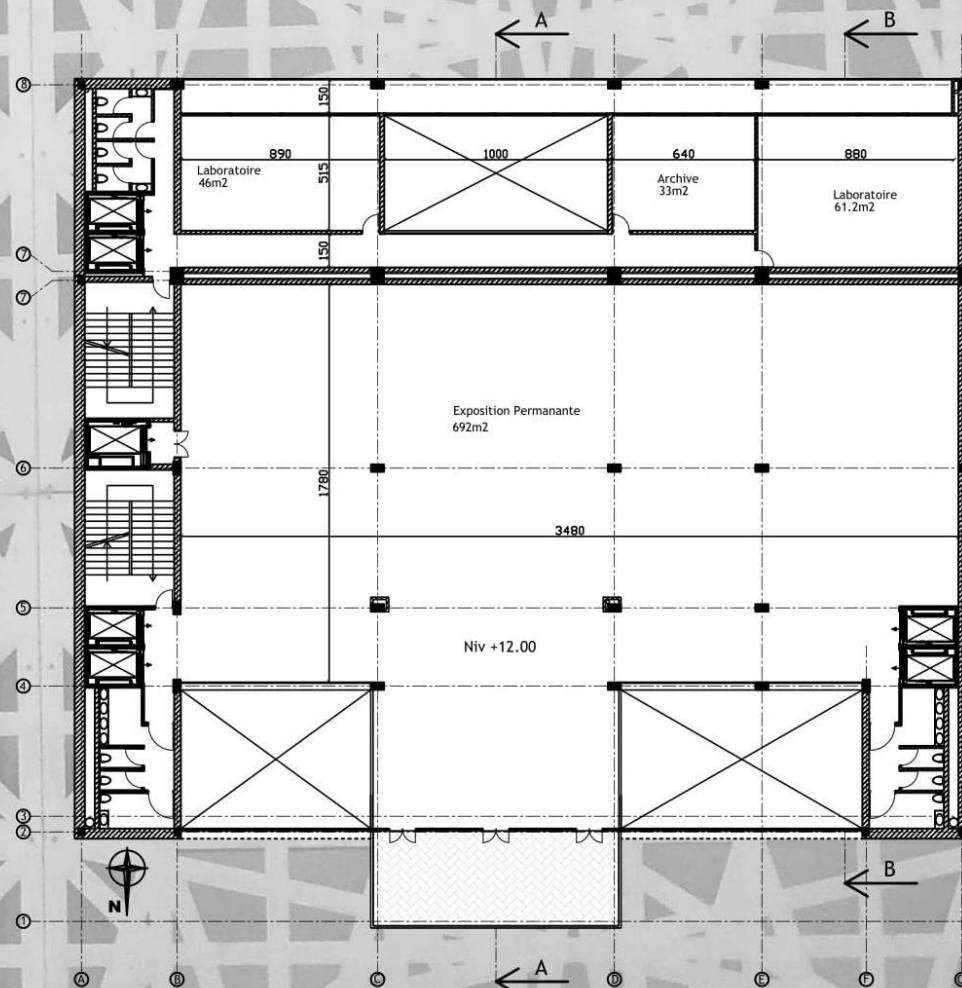 A
B
8
150
890
1000
640
880
515
Laboratoire
46m2
Archive
33m2
Laboratoire
61.2m2
150
7
7
Exposition Permanante
692m2
6
1780
3480
5
Niv +12.00
4
3
2
N
B
1
A
A
B
C
D
E
F